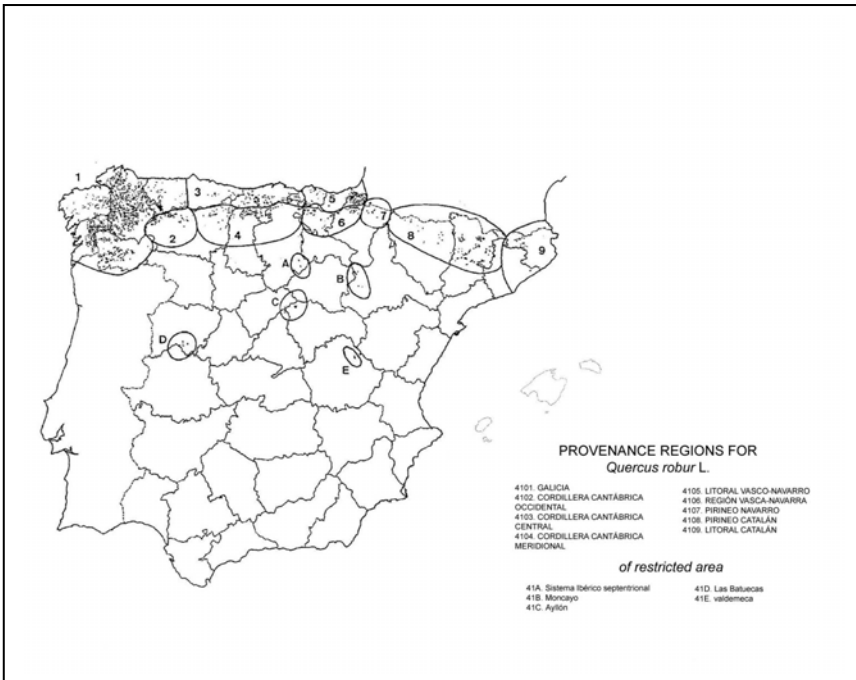 1
3
3
5
2
4
6
7
8
9
A
B
C
D
E
PROVENANCE REGIONS FOR
Quercus robur L.
4101. GALICIA
4102. CORDILLERA CANTÁBRICA
OCCIDENTAL
4103. CORDILLERA CANTÁBRICA
CENTRAL
4104. CORDILLERA CANTÁBRICA
MERIDIONAL
4105. LITORAL VASCO-NAVARRO
4106. REGIÓN VASCA-NAVARRA
4107. PIRINEO NAVARRO
4108. PIRINEO CATALÁN
4109. LITORAL CATALÁN
of restricted area
41A. Sistema Ibérico septentrional
41B. Moncayo
41C. Ayllón
41D. Las Batuecas
41E. valdemeca